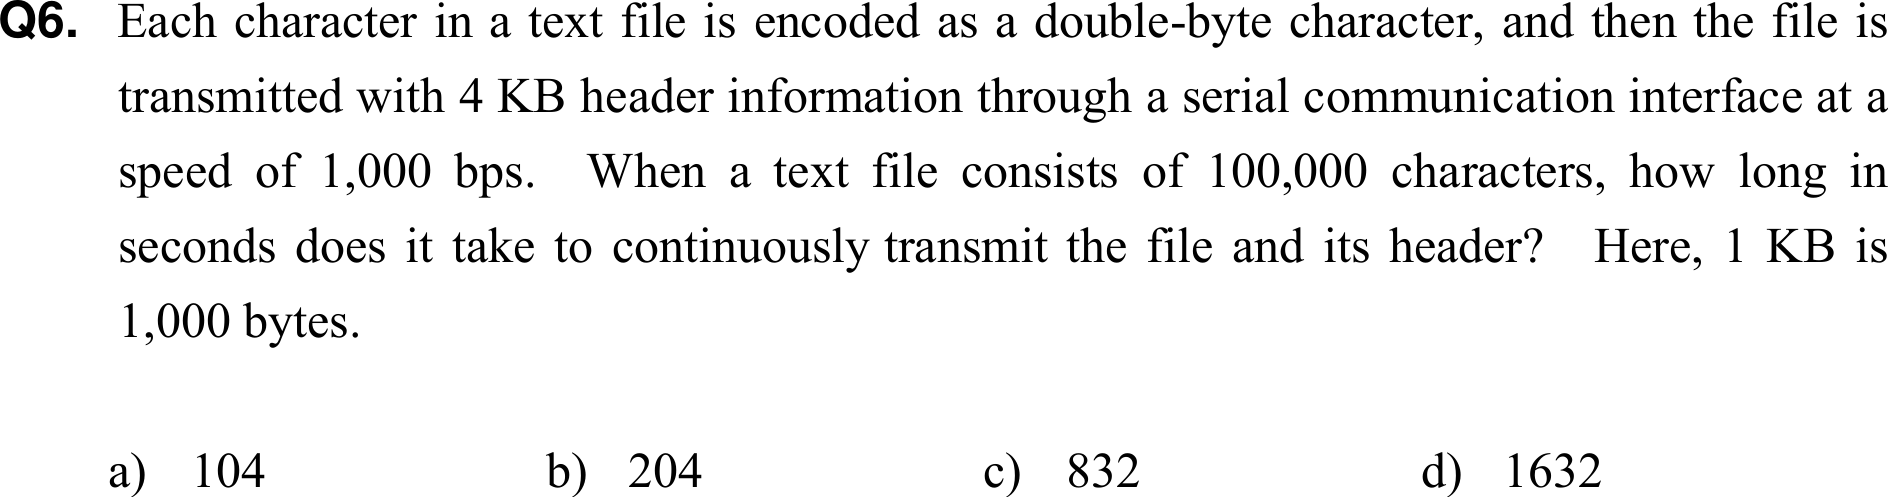 Q6. Each character in a text file is encoded as a double-byte character, and then the file is
transmitted with 4 KB header information through a serial communication interface at a
speed of 1,000 bps. When a text file consists of 100,000 characters, how long in
seconds does it take to continuously transmit the file and its header? Here, 1 KB is
1,000 bytes.
a) 104 b) 204 c) 832 d) 1632